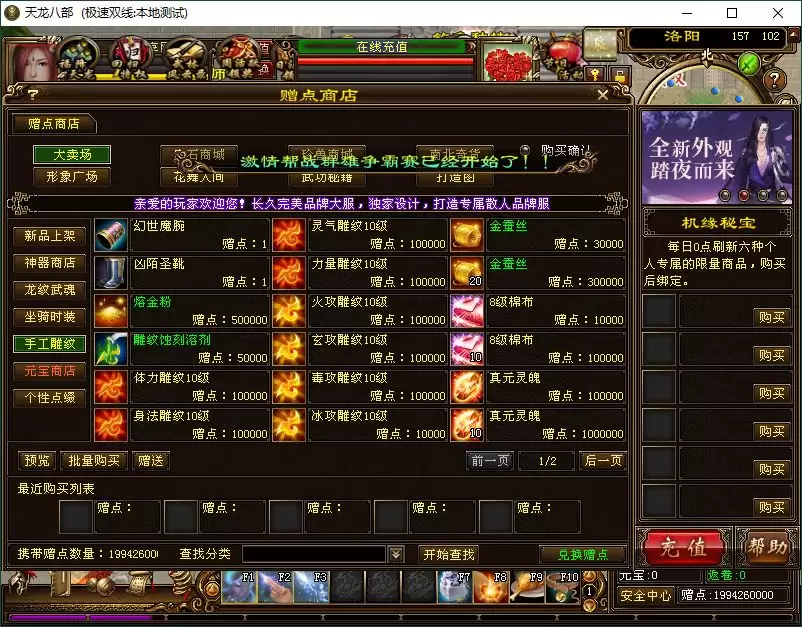 天龙八部 (极速双线:本地测试)
在线充值
洛阳 157 102
北
赠点商店
赠点商店
大卖场
珍兽商城
南北奇货
购买确认
激情帮战群雄争霸赛已经开始了！！
形象广场
花舞人间
武功秘籍
打造图
亲爱的玩家欢迎您! 长久完美品牌大服，独家设计，打造专属散人品牌服
新品上架
神器商店
龙纹武魂
坐骑时装
手工雕纹
元宝商店
个性点缀
幻世魔腕
赠点：1
灵气雕纹10级
赠点：100000
金蚕丝
赠点：30000
凶陌圣靴
赠点：1
力量雕纹10级
赠点：100000
20
金蚕丝
赠点：300000
熔金粉
赠点：500000
火攻雕纹10级
赠点：100000
8级棉布
赠点：10000
雕纹蚀刻溶剂
赠点：50000
玄攻雕纹10级
赠点：100000
10
8级棉布
赠点：100000
体力雕纹10级
赠点：100000
毒攻雕纹10级
赠点：100000
真元灵魄
赠点：100000
身法雕纹10级
赠点：100000
冰攻雕纹10级
赠点：10000
10
真元灵魄
赠点：1000000
预览
批量购买
赠送
前一页
1/2
后一页
最近购买列表
赠点：
赠点：
赠点：
赠点：
赠点：
携带赠点数量：1994260000
查找分类
开始查找
兑换赠点
全新外观
踏夜而来
机缘秘宝
每日0点刷新六种个
人专属的限量商品，购买
后绑定。
购买
购买
购买
购买
购买
购买
充值
帮助
F1
F2
F3
F7
F8
F9
F10
1
元宝:0
返卷:0
安全中心
赠点:1994260000